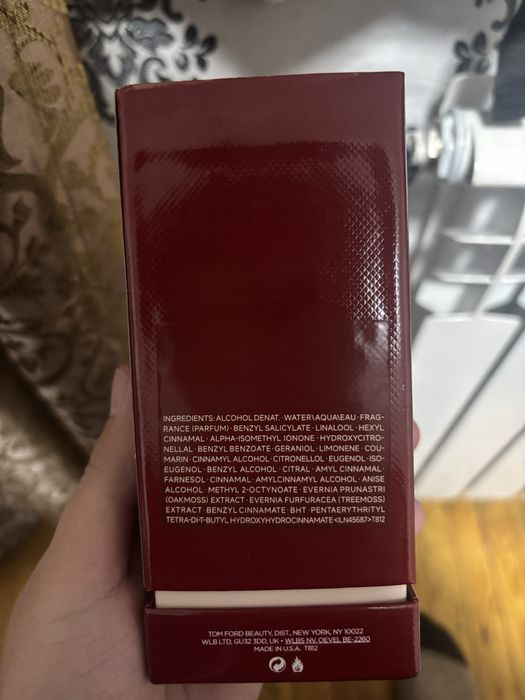 INGREDIENTS: ALCOHOL DENAT. · WATER\AQUA\EAU · FRAG-
RANCE (PARFUM) · BENZYL SALICYLATE · LINALOOL · HEXYL
CINNAMAL · ALPHA-ISOMETHYL IONONE · HYDROXYCITRO-
NELLAL · BENZYL BENZOATE · GERANIOL · LIMONENE · COU-
MARIN · CINNAMYL ALCOHOL · CITRONELLOL · EUGENOL · ISO-
EUGENOL · BENZYL ALCOHOL · CITRAL · AMYL CINNAMAL ·
FARNESOL · CINNAMAL · AMYLCINNAMYL ALCOHOL · ANISE
ALCOHOL · METHYL 2-OCTYNOATE · EVERNIA PRUNASTRI
(OAKMOSS) EXTRACT · EVERNIA FURFURACEA (TREEMOSS)
EXTRACT · BENZYL CINNAMATE · BHT · PENTAERYTHRITYL
TETRA-DI-T-BUTYL HYDROXYHYDROCINNAMATE <ILN45687> T812
TOM FORD BEAUTY, DIST., NEW YORK, NY 10022
WLB LTD, GU32 3DD, UK · WLBS NV, OEVEL BE-2260
MADE IN U.S.A. T812